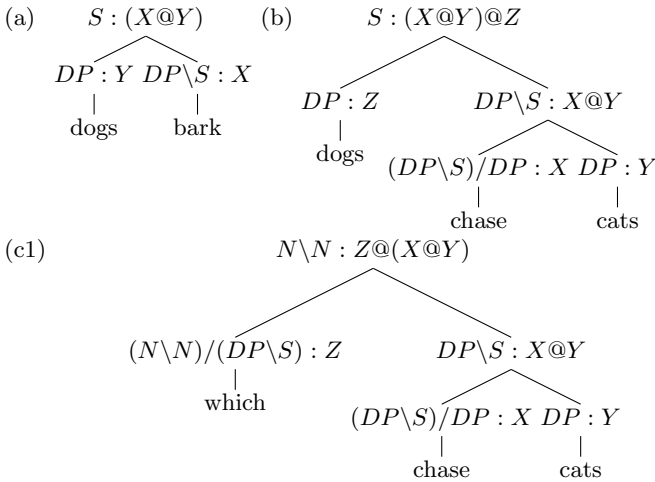 (a) S : (X@Y) (b) S : (X@Y)@Z
DP : Y DP\S : X
dogs bark
DP : Z DP\S : X@Y
dogs
(DP\S)/DP : X DP : Y
chase cats
(c1) N\N : Z@(X@Y)
(N\N)/(DP\S) : Z DP\S : X@Y
which
(DP\S)/DP : X DP : Y
chase cats